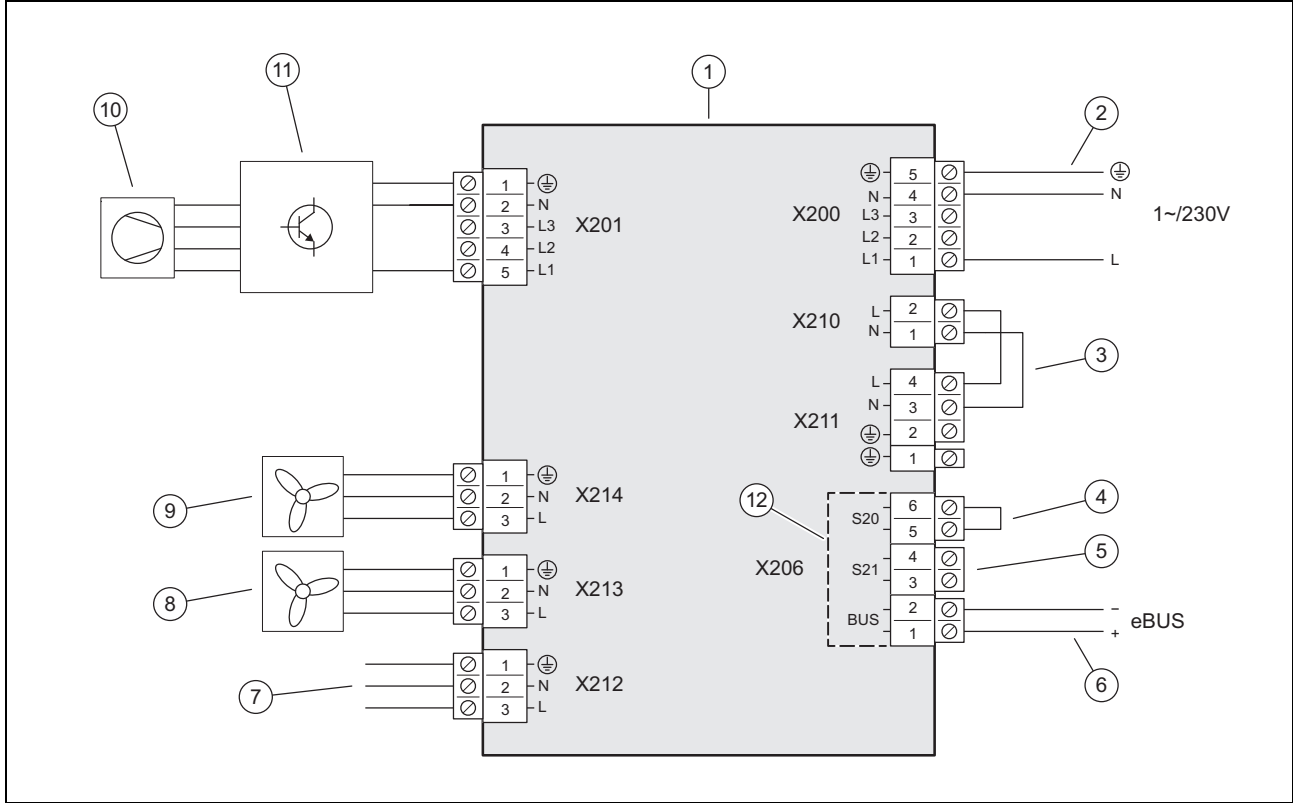 1
11
10
2
1 N
2 N
3 L3
4 L2
5 L1
X201
X200
5
N 4
L3 3
L2 2
L1 1
N
L
1~/230V
X210
L 2
N 1
3
X211
L 4
N 3
2
1
9
1
2 N
3 L
X214
8
1
2 N
3 L
X213
7
1
2 N
3 L
X212
12
X206
S20
6
5
4
S21
4
3
5
BUS
2
1
−
+
eBUS
6